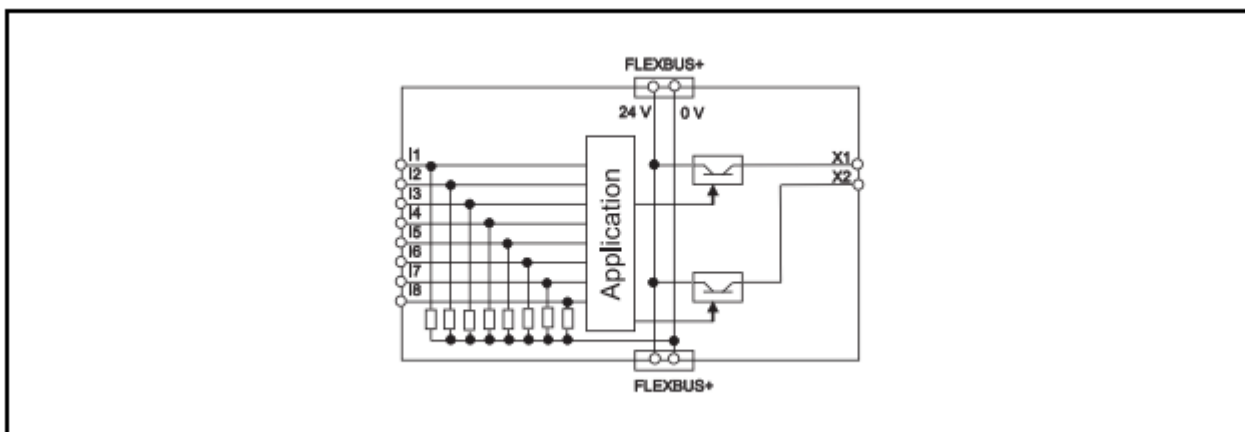 FLEXBUS+
24 V 0 V
I1
I2
I3
I4
I5
I6
I7
I8
Application
X1
X2
FLEXBUS+